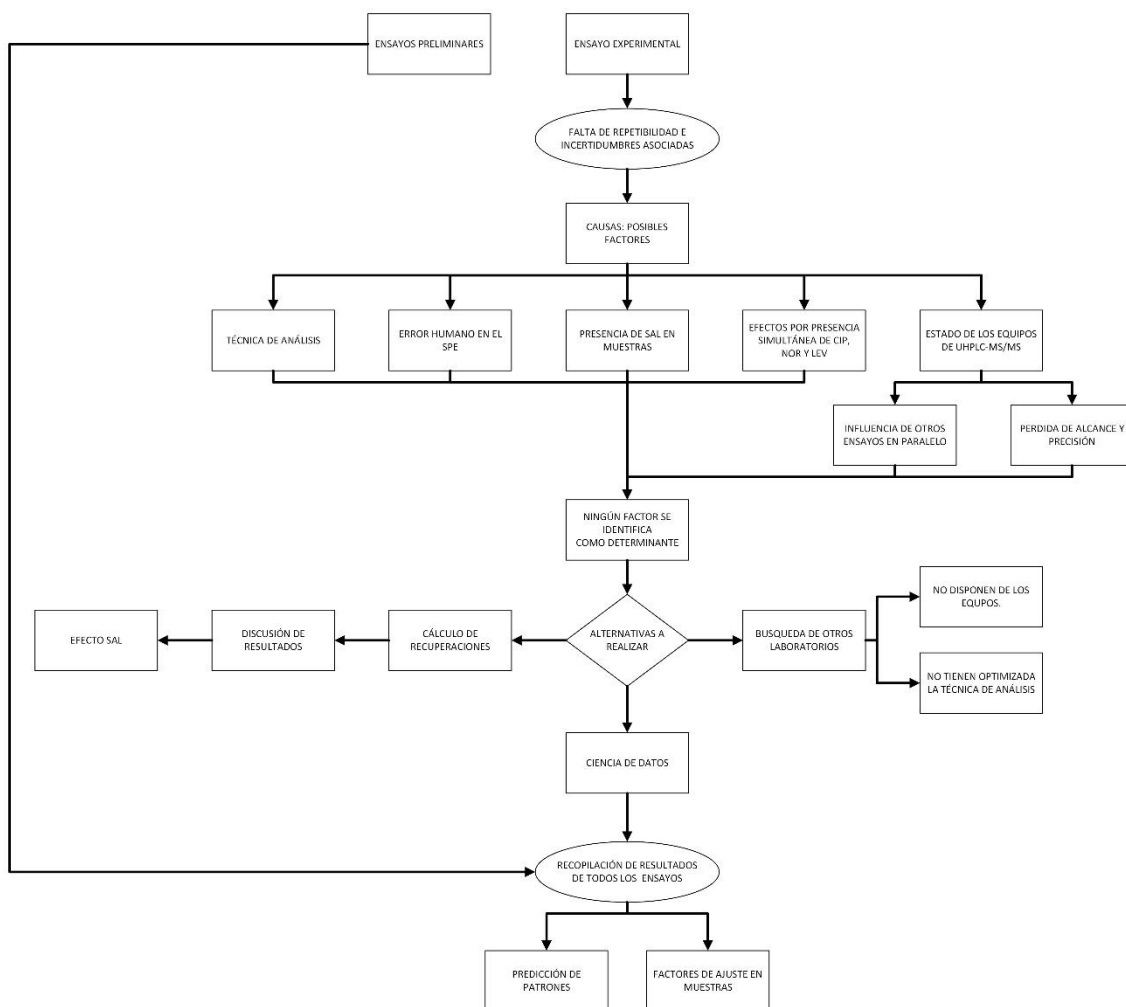 ENSAYOS PRELIMINARES
ENSAYO EXPERIMENTAL
FALTA DE REPETIBILIDAD E
INCERTIDUMBRES ASOCIADAS
CAUSAS: POSIBLES
FACTORES
TÉCNICA DE ANÁLISIS
ERROR HUMANO EN EL
SPE
PRESENCIA DE SAL EN
MUESTRAS
EFECTOS POR PRESENCIA
SIMULTÁNEA DE CIP,
NOR Y LEV
ESTADO DE LOS EQUIPOS
DE UHPLC-MS/MS
INFLUENCIA DE OTROS
ENSAYOS EN PARALELO
PERDIDA DE ALCANCE Y
PRECISIÓN
NINGÚN FACTOR SE
IDENTIFICA
COMO DETERMINANTE
NO DISPONEN DE LOS
EQUPOS.
EFECTO SAL
DISCUSIÓN DE
RESULTADOS
CÁLCULO DE
RECUPERACIONES
ALTERNATIVAS A
REALIZAR
BUSQUEDA DE OTROS
LABORATORIOS
NO TIENEN OPTIMIZADA
LA TÉCNICA DE ANÁLISIS
CIENCIA DE DATOS
RECOPILACIÓN DE RESULTADOS
DE TODOS LOS ENSAYOS
PREDICCIÓN DE
PATRONES
FACTORES DE AJUSTE EN
MUESTRAS